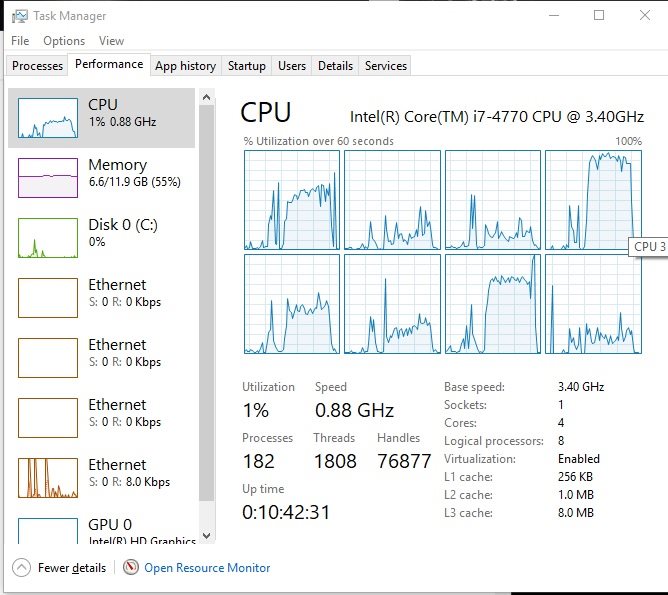 Task Manager
File Options View
Processes Performance App history Startup Users Details Services
CPU
1% 0.88 GHz
Memory
6.6/11.9 GB (55%)
Disk 0 (C:)
0%
Ethernet
S: 0 R: 0 Kbps
Ethernet
S: 0 R: 0 Kbps
Ethernet
S: 0 R: 0 Kbps
Ethernet
S: 0 R: 8.0 Kbps
GPU 0
Intel(R) HD Graphics
CPU Intel(R) Core(TM) i7-4770 CPU @ 3.40GHz
% Utilization over 60 seconds 100%
CPU 3
Utilization Speed
1% 0.88 GHz
Processes Threads Handles
182 1808 76877
Up time
0:10:42:31
Base speed: 3.40 GHz
Sockets: 1
Cores: 4
Logical processors: 8
Virtualization: Enabled
L1 cache: 256 KB
L2 cache: 1.0 MB
L3 cache: 8.0 MB
Fewer details Open Resource Monitor